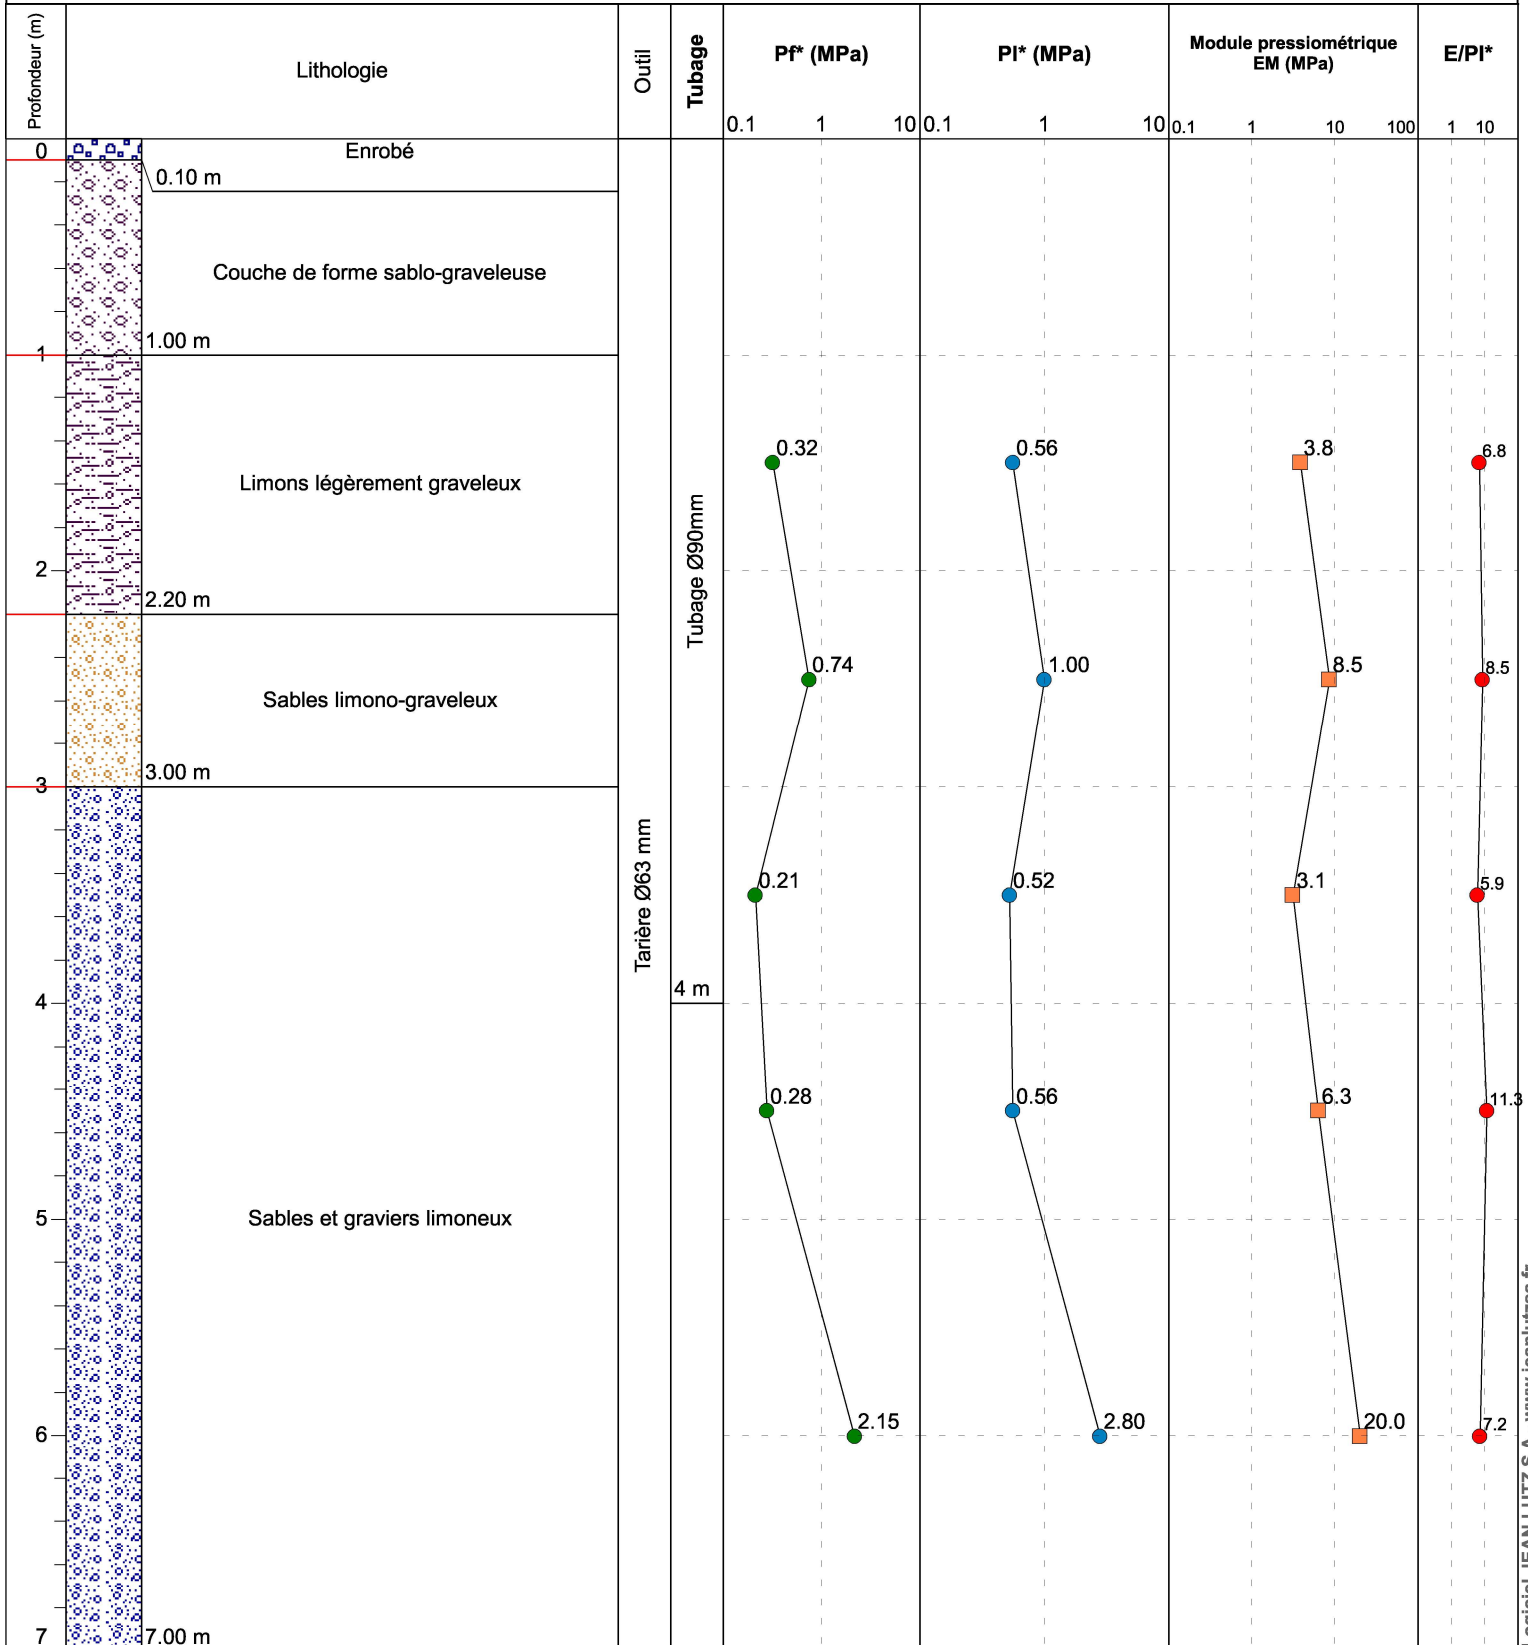 Profondeur (m)
Lithologie
Outil
Tubage
Pf* (MPa)
Pl* (MPa)
Module pressiométrique
EM (MPa)
E/Pl*
0.1 1 10
0.1 1 10
0.1 1 10 100
1 10
0
Enrobé
0.10 m
Couche de forme sablo-graveleuse
1.00 m
1
0.32 0.56 3.8 6.8
Limons légèrement graveleux
Tubage Ø90mm
2
2.20 m
0.74 1.00 8.5 8.5
Sables limono-graveleux
3.00 m
3
Tarière Ø63 mm
0.21 0.52 3.1 5.9
4 m
4
0.28 0.56 6.3 11.3
5
Sables et graviers limoneux
2.15 2.80 20.0 7.2
6
7
7.00 m
JEAN LUTZ SA